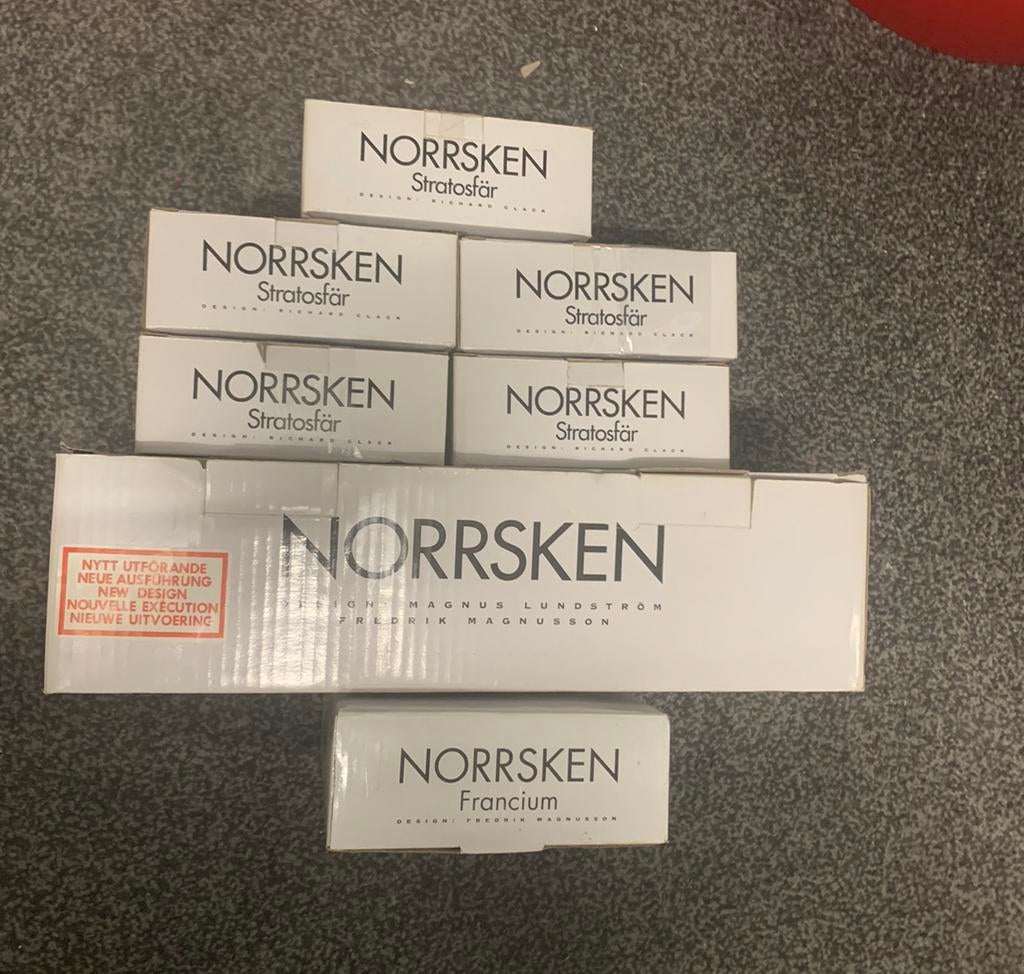 NORRSKEN
Stratosfär
DESIGN: RICHARD CLACK
NORRSKEN
Stratosfär
DESIGN: RICHARD CLACK
NORRSKEN
Stratosfär
DESIGN: RICHARD CLACK
NORRSKEN
Stratosfär
DESIGN: RICHARD CLACK
NORRSKEN
Stratosfär
DESIGN: RICHARD CLACK
NORRSKEN
DESIGN: MAGNUS LUNDSTRÖM
FREDRIK MAGNUSSON
NYTT UTFÖRANDE
NEUE AUSFÜHRUNG
NEW DESIGN
NOUVELLE EXÉCUTION
NIEUWE UITVOERING
NORRSKEN
Francium
DESIGN: FREDRIK MAGNUSSON